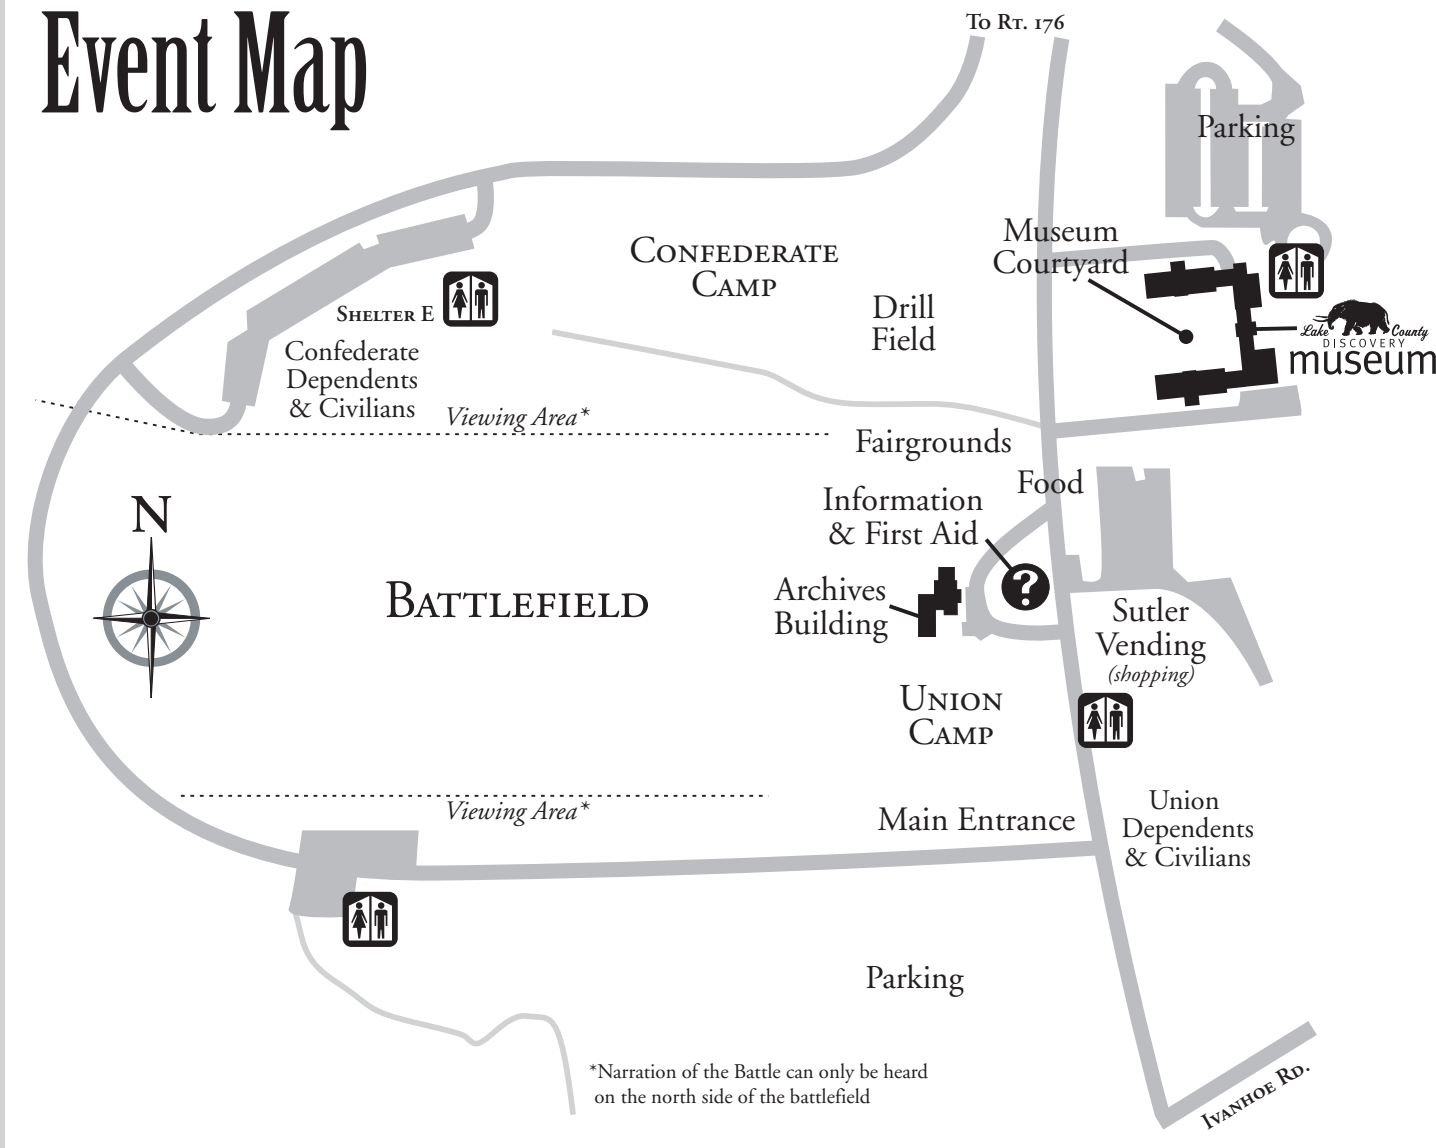 Event Map
To Rt. 176
Parking
Museum
Courtyard
Confederate
Camp
Drill
Field
Shelter E
Lake County
DISCOVERY
museum
Confederate
Dependents
& Civilians
Viewing Area*
Fairgrounds
Food
Information
& First Aid
?
N
Battlefield
Archives
Building
Sutler
Vending
(shopping)
Union
Camp
Viewing Area*
Main Entrance
Union
Dependents
& Civilians
Parking
*Narration of the Battle can only be heard
on the north side of the battlefield
Ivanhoe Rd.